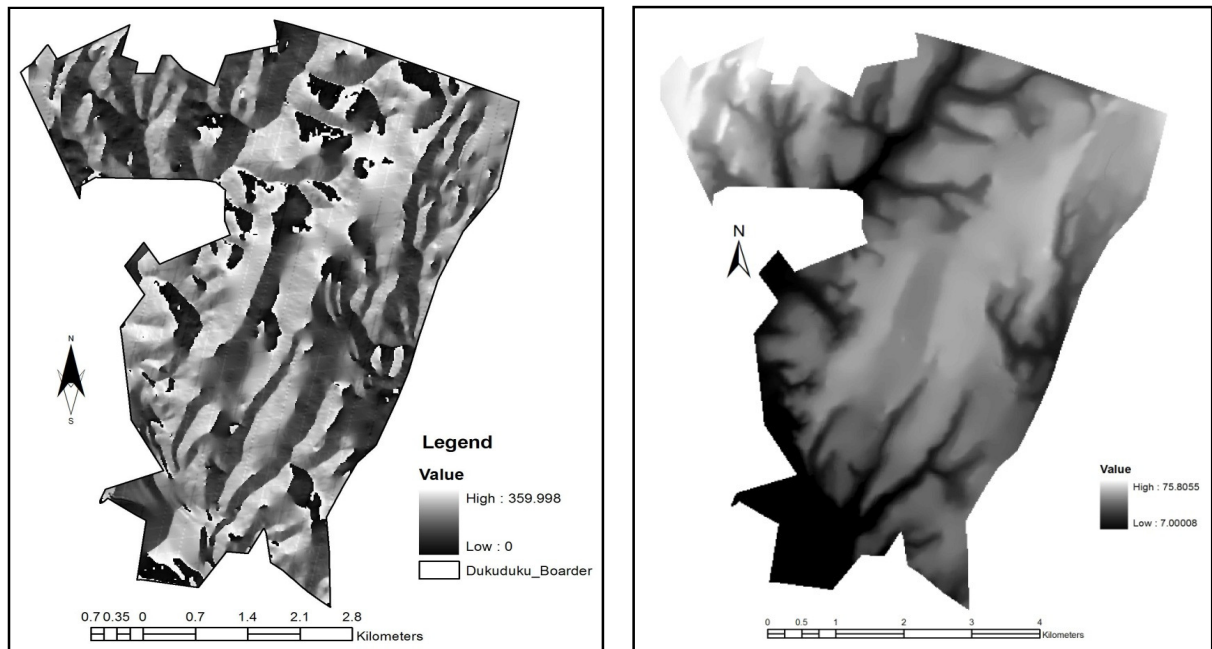 N
S
Legend
Value
High : 359.998
Low : 0
Dukuduku_Boarder
0.7 0.35 0 0.7 1.4 2.1 2.8
Kilometers
N
Value
High : 75.8055
Low : 7.00008
0 0.5 1 2 3 4
Kilometers